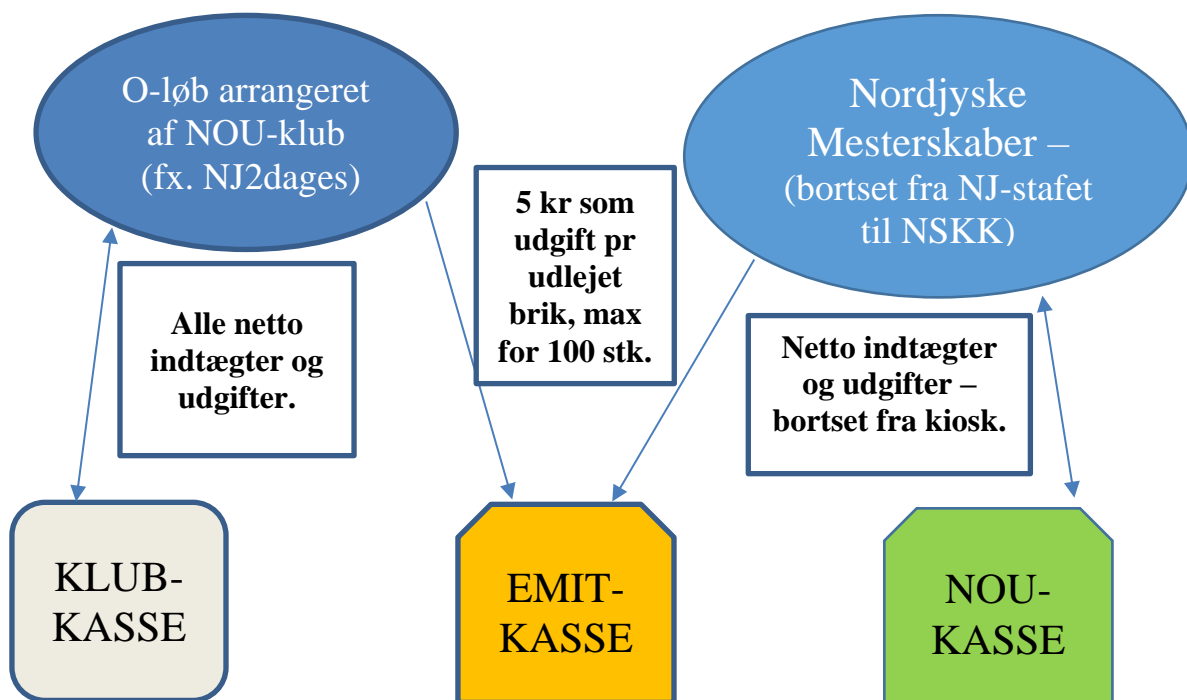 O-løb arrangeret
af NOU-klub
(fx. NJ2dages)
Nordjyske
Mesterskaber –
(bortset fra NJ-stafet
til NSKK)
5 kr som
udgift pr
udlejet
brik, max
for 100 stk.
Alle netto
indtægter og
udgifter.
Netto indtægter
og udgifter –
bortset fra kiosk.
KLUB-
KASSE
EMIT-
KASSE
NOU-
KASSE